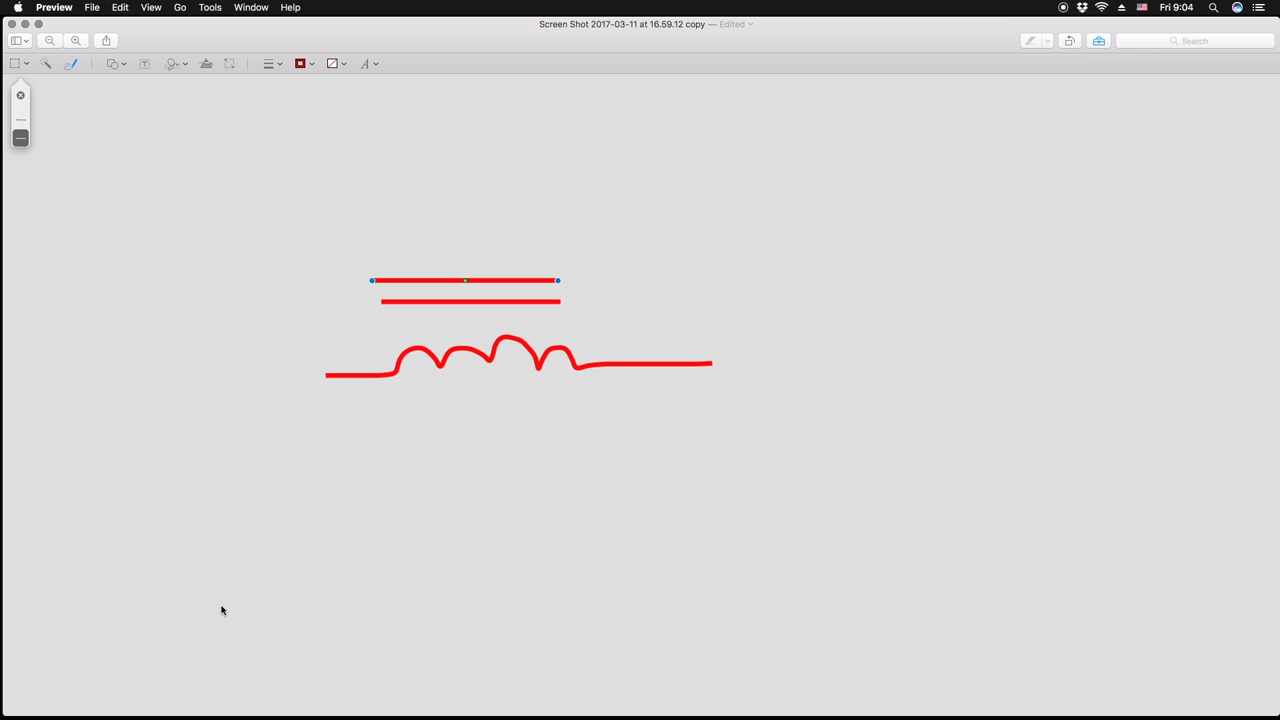 Preview File Edit View Go Tools Window Help Fri 9:04
Screen Shot 2017-03-11 at 16.59.12 copy — Edited
Search
T A